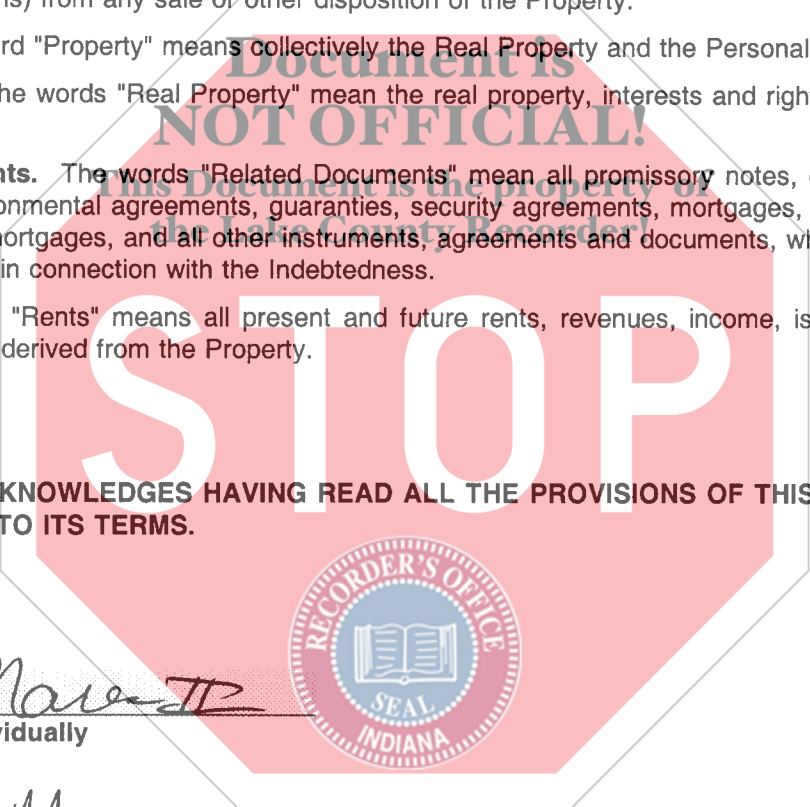 ns) from any sale or other disposition of the Property.
rd "Property" means collectively the Real Property and the Personal
Document is
he words "Real Property" mean the real property, interests and righ
NOT OFFICIAL!
nts. The words "Related Documents" mean all promissory notes,
This Document is the property of
onmental agreements, guaranties, security agreements, mortgages,
the Lake County Recorder!
nortgages, and all other instruments, agreements and documents, wh
in connection with the Indebtedness.
"Rents" means all present and future rents, revenues, income, is
derived from the Property.
STOP
KNOWLEDGES HAVING READ ALL THE PROVISIONS OF THIS
TO ITS TERMS.
RECORDER'S OFFICE
SEAL
INDIANA
vidually